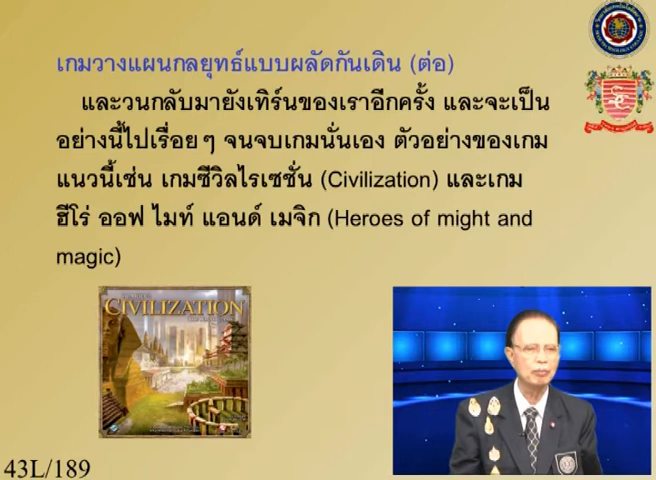 เกมวางแผนกลยุทธ์แบบผลัดกันเดิน (ต่อ)
และวนกลับมายังเทิร์นของเราอีกครั้ง และจะเป็น
อย่างนี้ไปเรื่อย ๆ จนจบเกมนั่นเอง ตัวอย่างของเกม
แนวนี้เช่น เกมซีวิลไรเซชั่น (Civilization) และเกม
ฮีโร่ ออฟ ไมท์ แอนด์ เมจิก (Heroes of might and
magic)
CIVILIZATION
43L/189